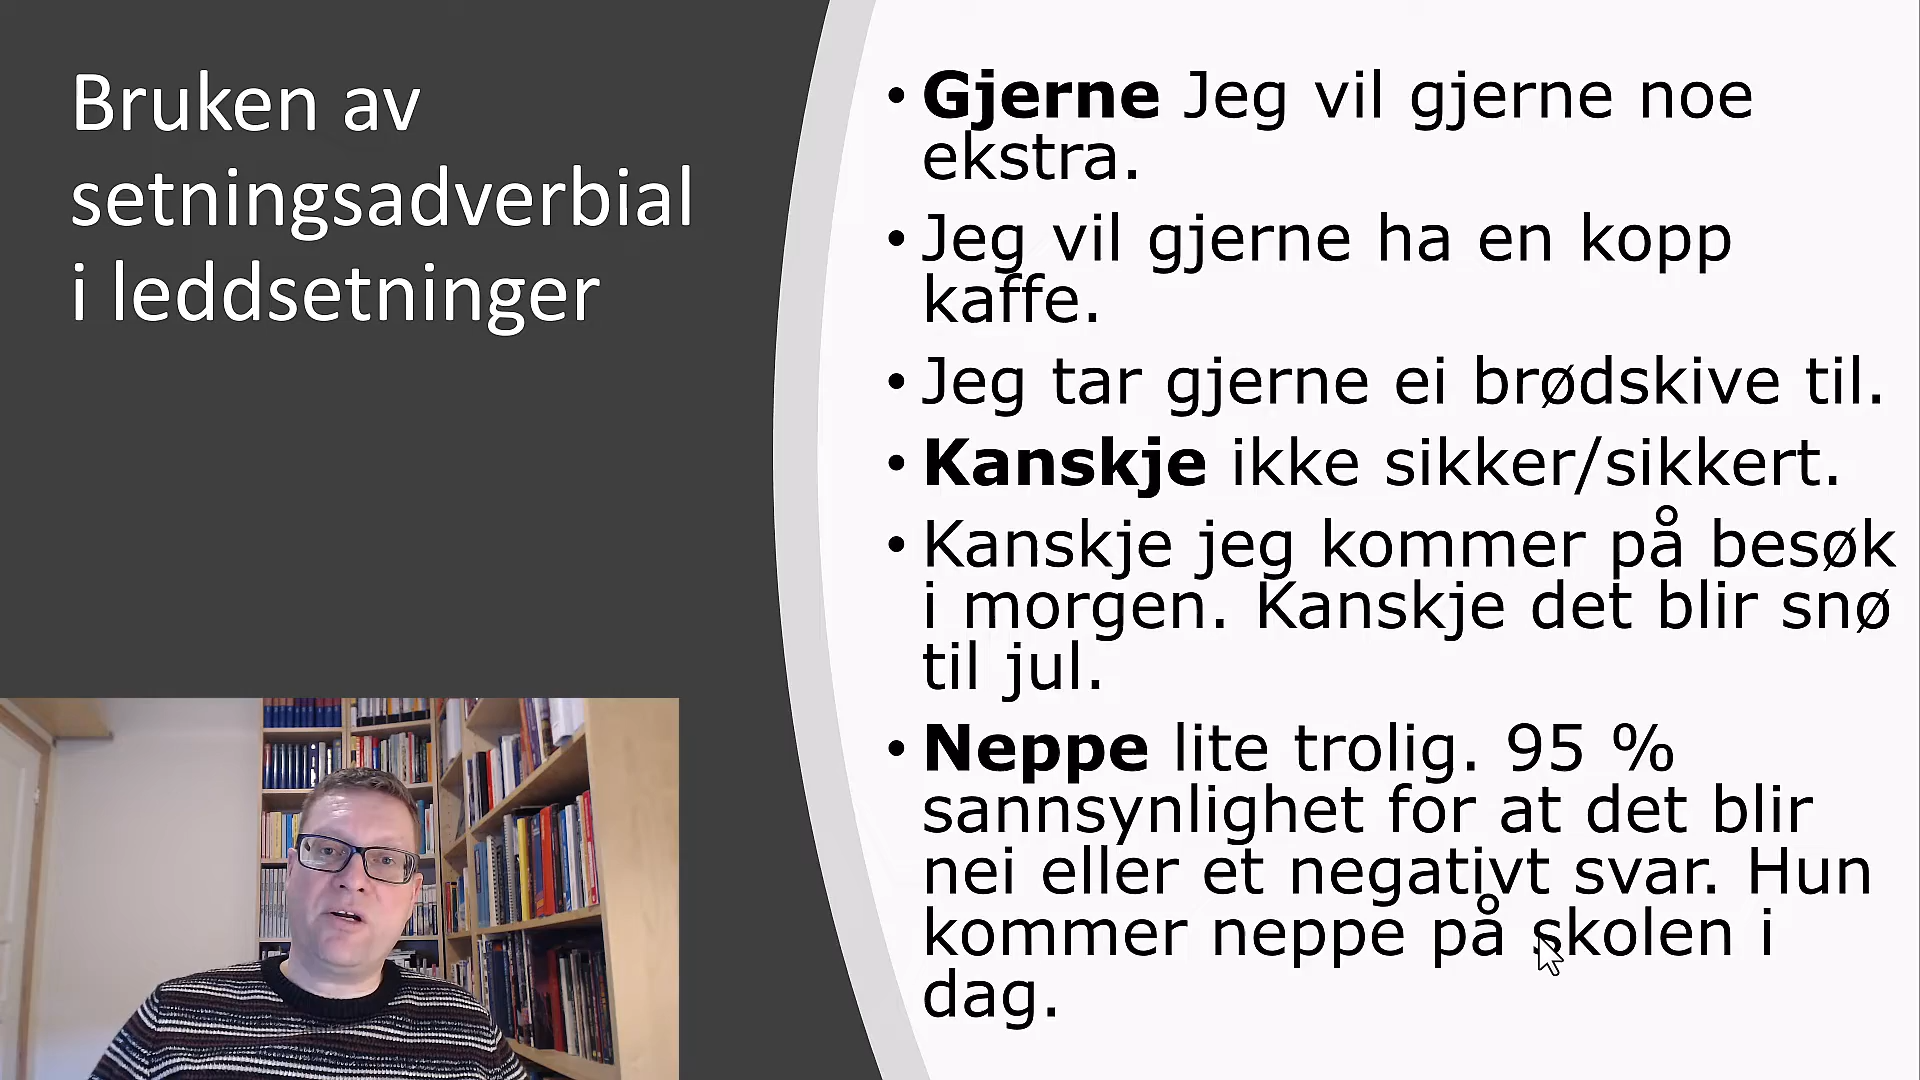 Bruken av
setningsadverbial
i leddsetninger
• Gjerne Jeg vil gjerne noe
ekstra.
• Jeg vil gjerne ha en kopp
kaffe.
• Jeg tar gjerne ei brødskive til.
• Kanskje ikke sikker/sikkert.
• Kanskje jeg kommer på besøk
i morgen. Kanskje det blir snø
til jul.
• Neppe lite trolig. 95 %
sannsynlighet for at det blir
nei eller et negativt svar. Hun
kommer neppe på skolen i
dag.